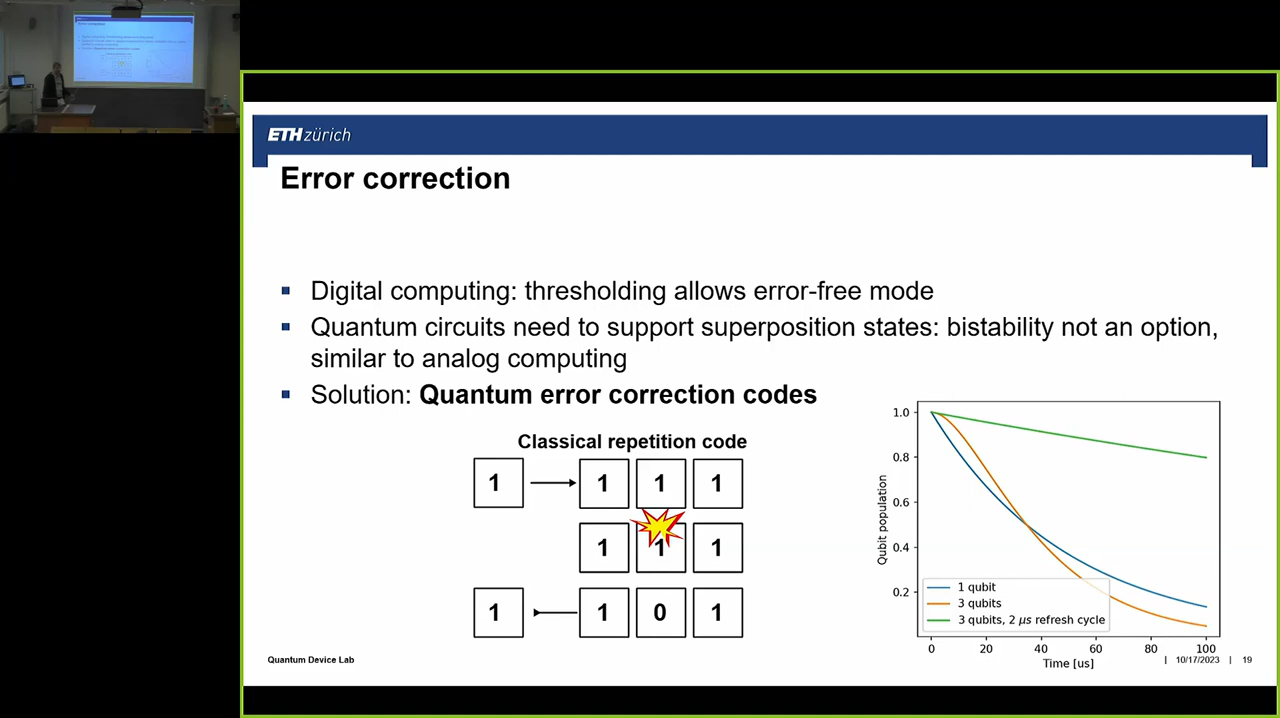 ETH zürich
Error correction
Digital computing: thresholding allows error-free mode
Quantum circuits need to support superposition states: bistability not an option,
similar to analog computing
Solution: Quantum error correction codes
Classical repetition code
1 1 1 1
1 1 1
1 1 0 1
Qubit population
1.0
0.8
0.6
0.4
0.2
1 qubit
3 qubits
3 qubits, 2 μs refresh cycle
0 20 40 60 80 100
Time [us]
Quantum Device Lab
| 10/17/2023 | 19